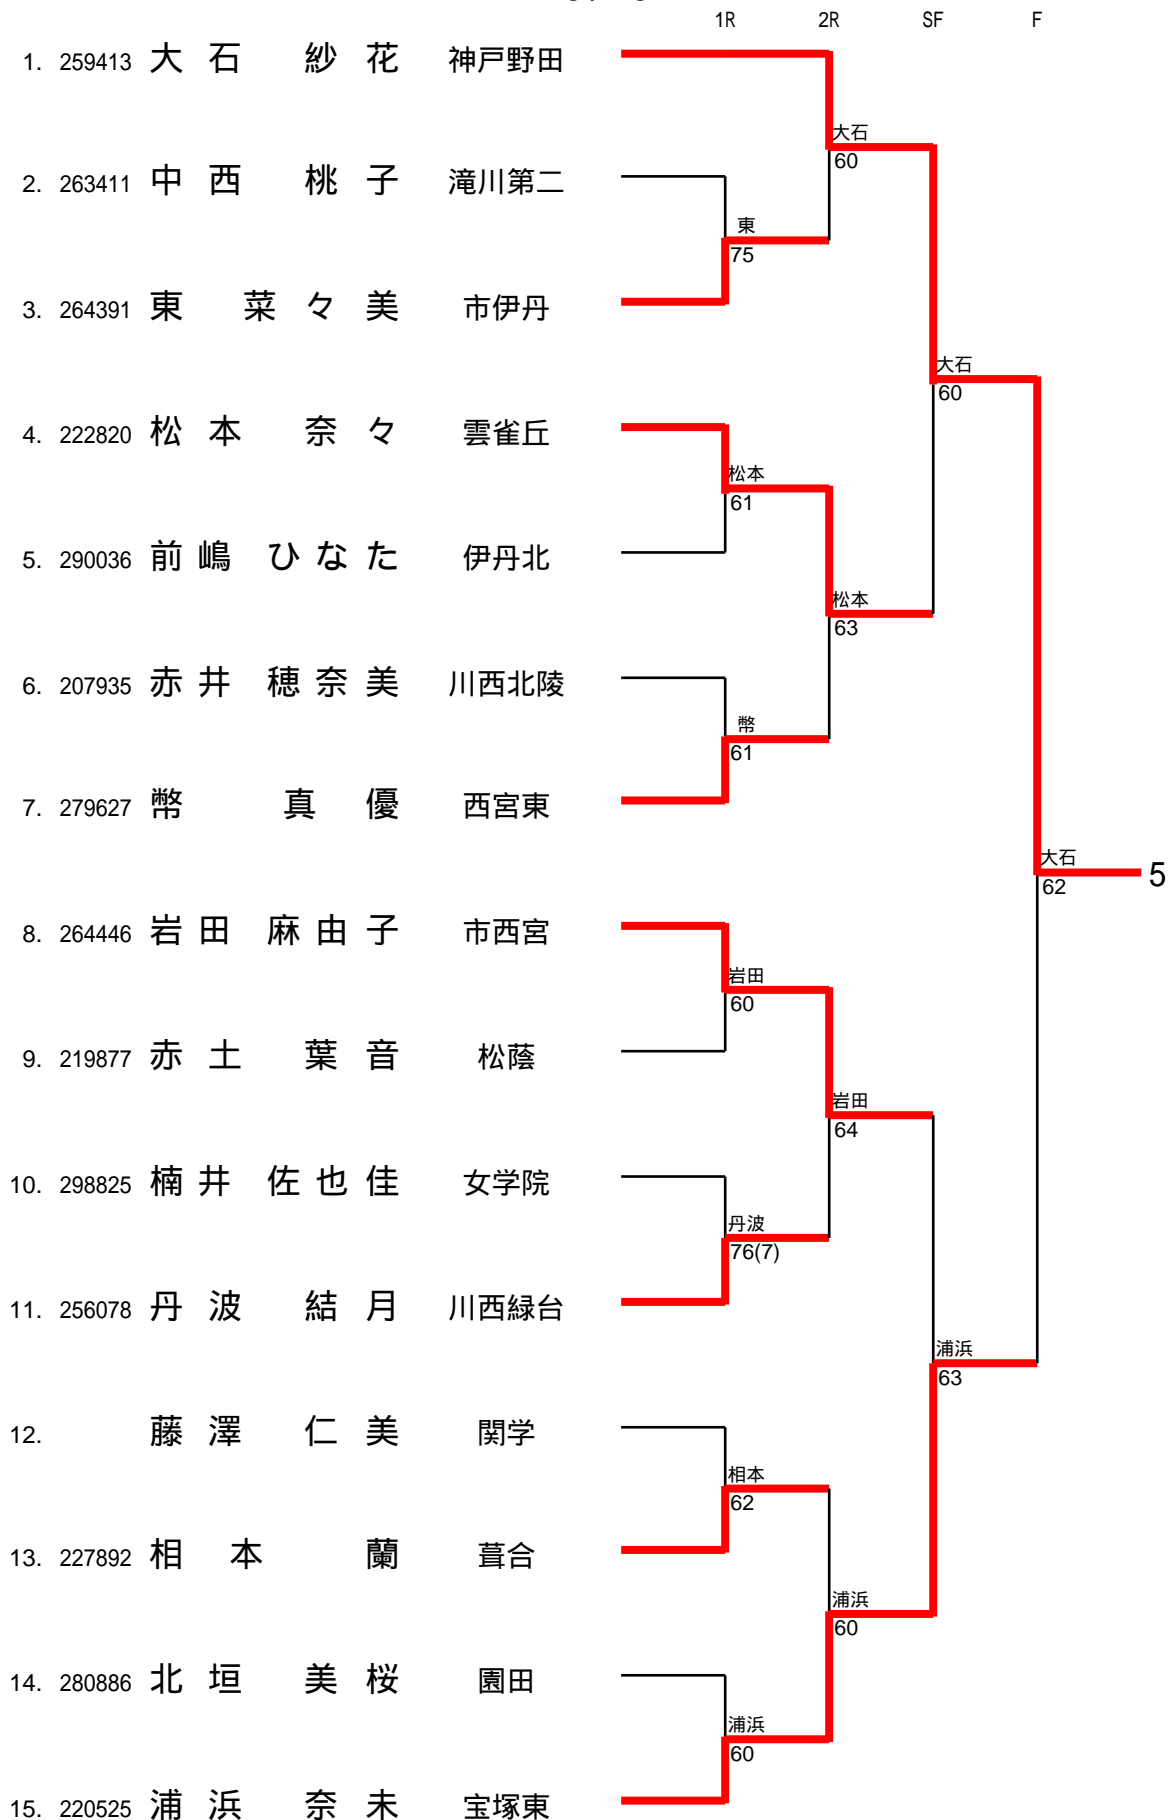 1R 2R SF F
1. 259413 大石 紗花 神戸野田
大石
60
2. 263411 中西 桃子 滝川第二
東
75
3. 264391 東 菜々美 市伊丹
大石
60
4. 222820 松本 奈々 雲雀丘
松本
61
5. 290036 前嶋 ひなた 伊丹北
松本
63
6. 207935 赤井 穂奈美 川西北陵
幣
61
7. 279627 幣 真優 西宮東
大石
62
5
8. 264446 岩田 麻由子 市西宮
岩田
60
9. 219877 赤土 葉音 松蔭
岩田
64
10. 298825 楠井 佐也佳 女学院
丹波
76(7)
11. 256078 丹波 結月 川西緑台
浦浜
63
12. 藤澤 仁美 関学
相本
62
13. 227892 相本 蘭 葺合
浦浜
60
14. 280886 北垣 美桜 園田
浦浜
60
15. 220525 浦浜 奈未 宝塚東